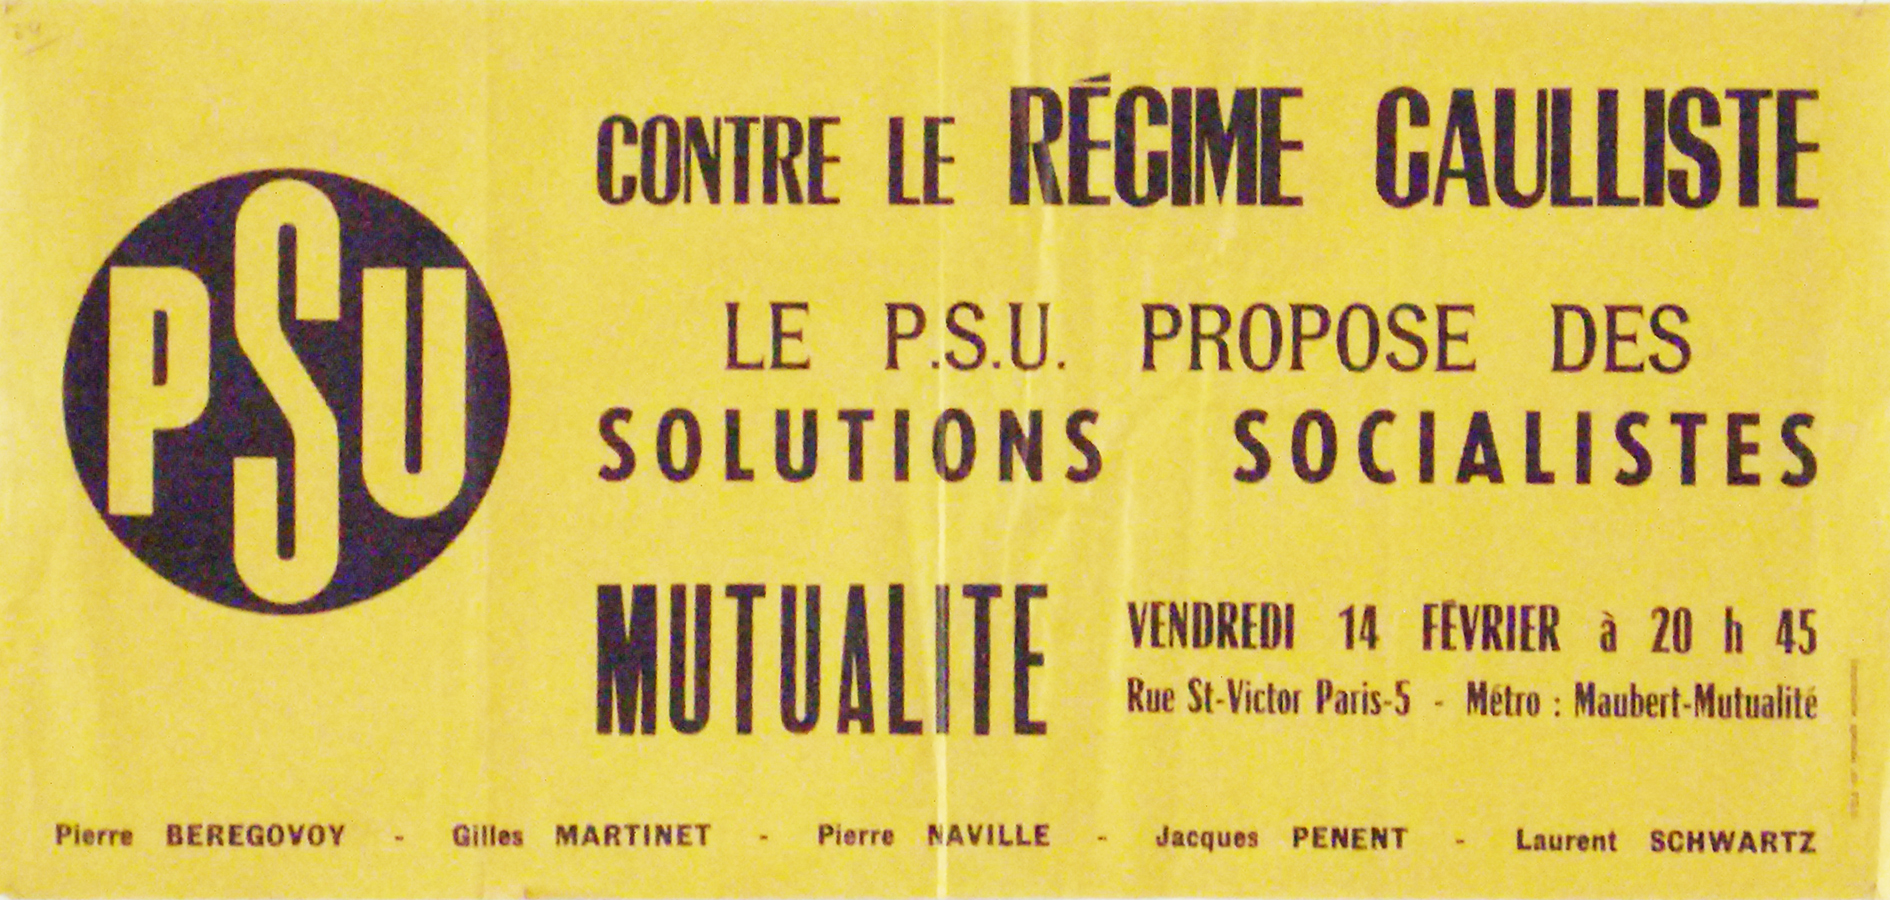 PSU
CONTRE LE RÉGIME GAULLISTE
LE P.S.U. PROPOSE DES
SOLUTIONS SOCIALISTES
MUTUALITE
VENDREDI 14 FÉVRIER à 20 h 45
Rue St-Victor Paris-5 - Métro : Maubert-Mutualité
Pierre BEREGOVOY - Gilles MARTINET - Pierre NAVILLE - Jacques PENENT - Laurent SCHWARTZ